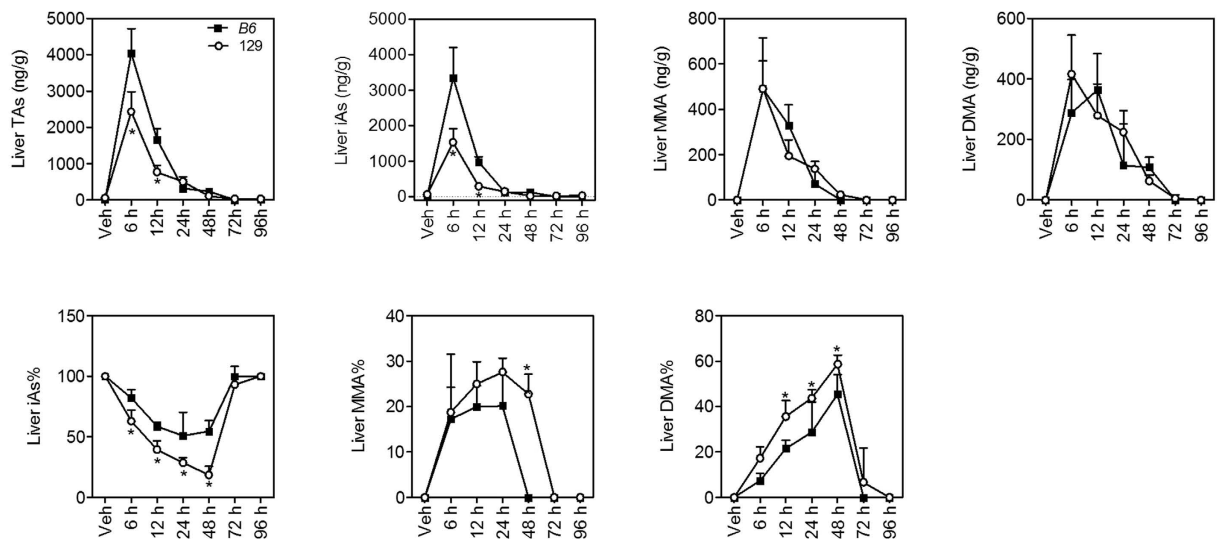 Liver TAs (ng/g)
5000
4000
3000
2000
1000
0
B6
129
*
*
Veh
6 h
12h
24h
48h
72h
96h
Liver iAs (ng/g)
5000
4000
3000
2000
1000
0
*
*
Veh
6 h
12 h
24 h
48 h
72 h
96 h
Liver MMA (ng/g)
800
600
400
200
0
Veh
6 h
12 h
24 h
48 h
72 h
96 h
Liver DMA (ng/g)
600
400
200
0
Veh
6 h
12 h
24 h
48 h
72 h
96 h
Liver iAs%
150
100
50
0
*
*
*
*
Veh
6 h
12 h
24 h
48 h
72 h
96 h
Liver MMA%
40
30
20
10
0
*
Veh
6 h
12 h
24 h
48 h
72 h
96 h
Liver DMA%
80
60
40
20
0
*
*
*
Veh
6 h
12 h
24 h
48 h
72 h
96 h